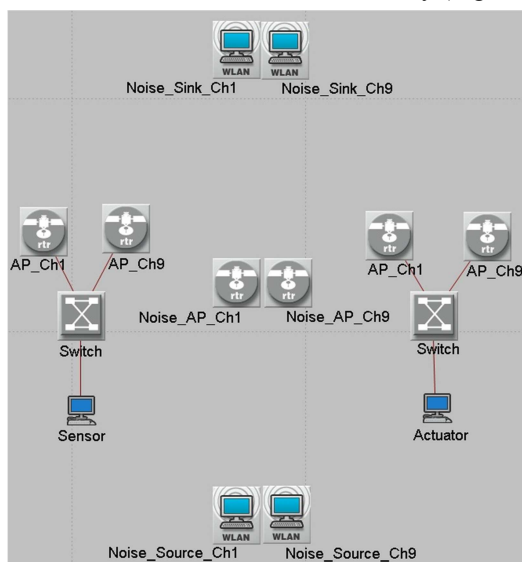 WLAN WLAN
Noise_Sink_Ch1 Noise_Sink_Ch9
rtr rtr rtr rtr
AP_Ch1 AP_Ch9 AP_Ch1 AP_Ch9
rtr rtr
Noise_AP_Ch1 Noise_AP_Ch9
Switch Switch
Sensor Actuator
WLAN WLAN
Noise_Source_Ch1 Noise_Source_Ch9